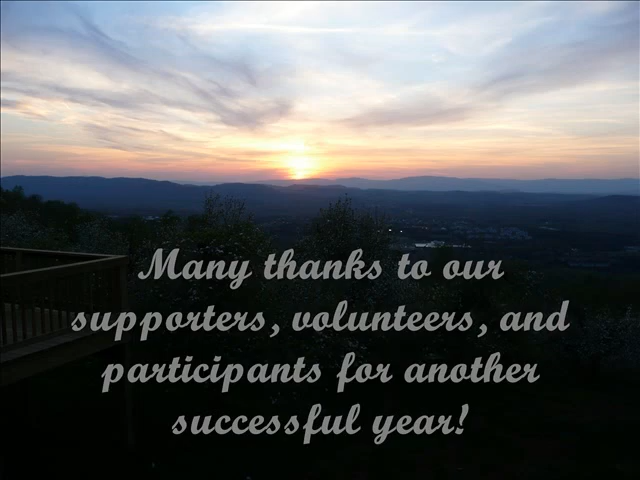 Many thanks to our
supporters, volunteers, and
participants for another
successful year!